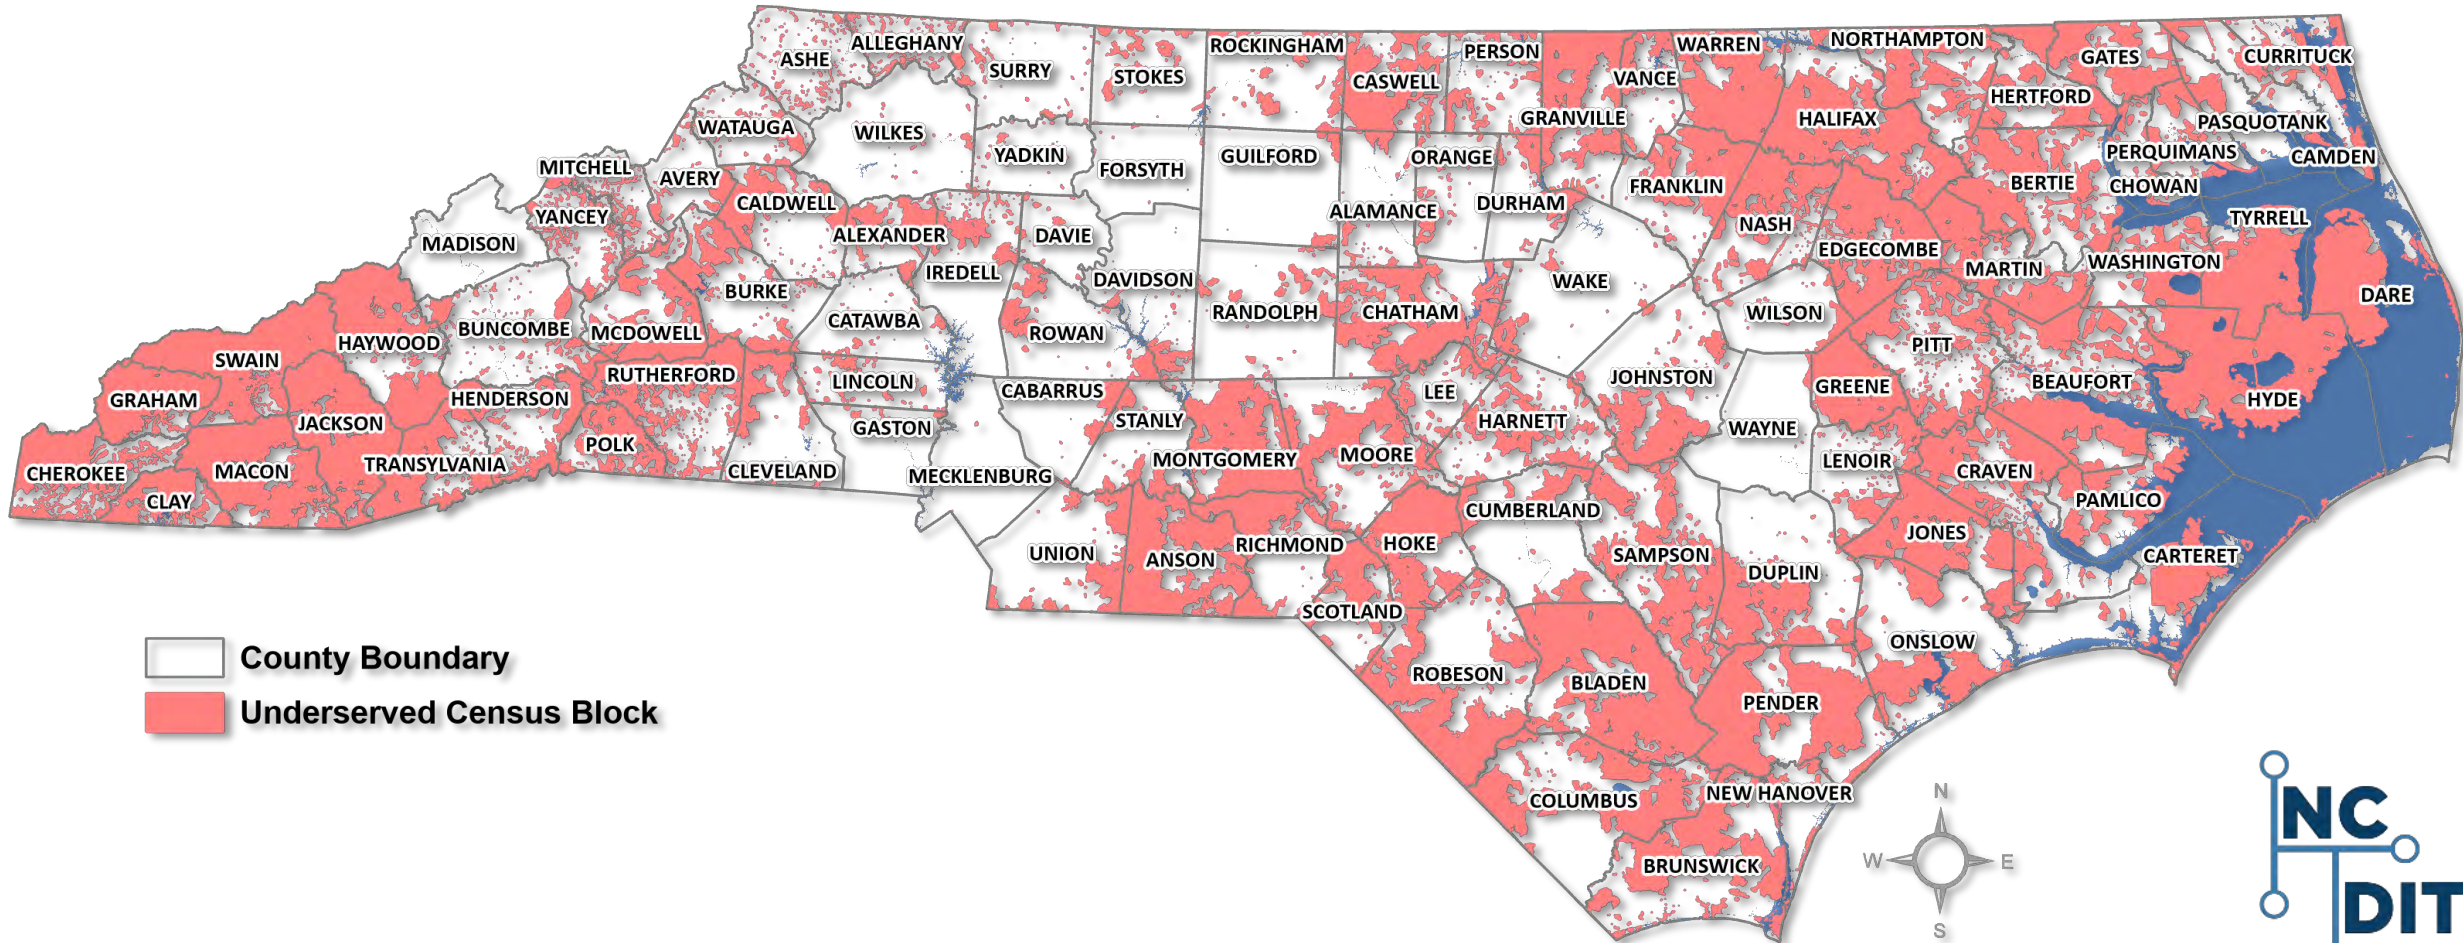 ALLEGHANY
ASHE
SURRY
STOKES
ROCKINGHAM
CASWELL
PERSON
VANCE
WARREN
NORTHAMPTON
GATES
CURRITUCK
HERTFORD
GRANVILLE
HALIFAX
PASQUOTANK
WATAUGA
WILKES
YADKIN
FORSYTH
GUILFORD
ORANGE
PERQUIMANS
CAMDEN
MITCHELL
AVERY
CALDWELL
ALAMANCE
DURHAM
FRANKLIN
BERTIE
CHOWAN
YANCEY
MADISON
ALEXANDER
DAVIE
NASH
TYRRELL
EDGECOMBE
IREDELL
DAVIDSON
WAKE
MARTIN
WASHINGTON
DARE
BURKE
BUNCOMBE
MCDOWELL
CATAWBA
ROWAN
RANDOLPH
CHATHAM
WILSON
HAYWOOD
SWAIN
PITT
RUTHERFORD
LINCOLN
CABARRUS
LEE
JOHNSTON
GREENE
BEAUFORT
HYDE
GRAHAM
HENDERSON
JACKSON
GASTON
STANLY
HARNETT
WAYNE
POLK
CHEROKEE
MACON
TRANSYLVANIA
CLEVELAND
MECKLENBURG
MONTGOMERY
MOORE
LENOIR
CRAVEN
CLAY
CUMBERLAND
PAMLICO
UNION
ANSON
RICHMOND
HOKE
SAMPSON
DUPLIN
JONES
CARTERET
SCOTLAND
ONSLOW
ROBESON
BLADEN
PENDER
COLUMBUS
NEW HANOVER
BRUNSWICK
County Boundary
Underserved Census Block
N
W
E
S
NC
DIT